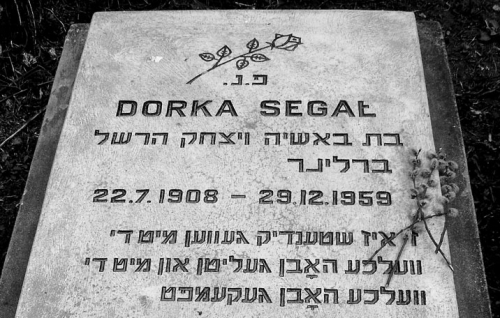 פ.נ.
DORKA SEGAŁ
בת באשיה ויצחק הרשל
ברלינר
22.7.1908 – 29.12.1959
ז׳ איז שטענדיק געווען מיט די
וועלכע האָבן געליטן און מיט די
וועלכע האָבן געקעמפט